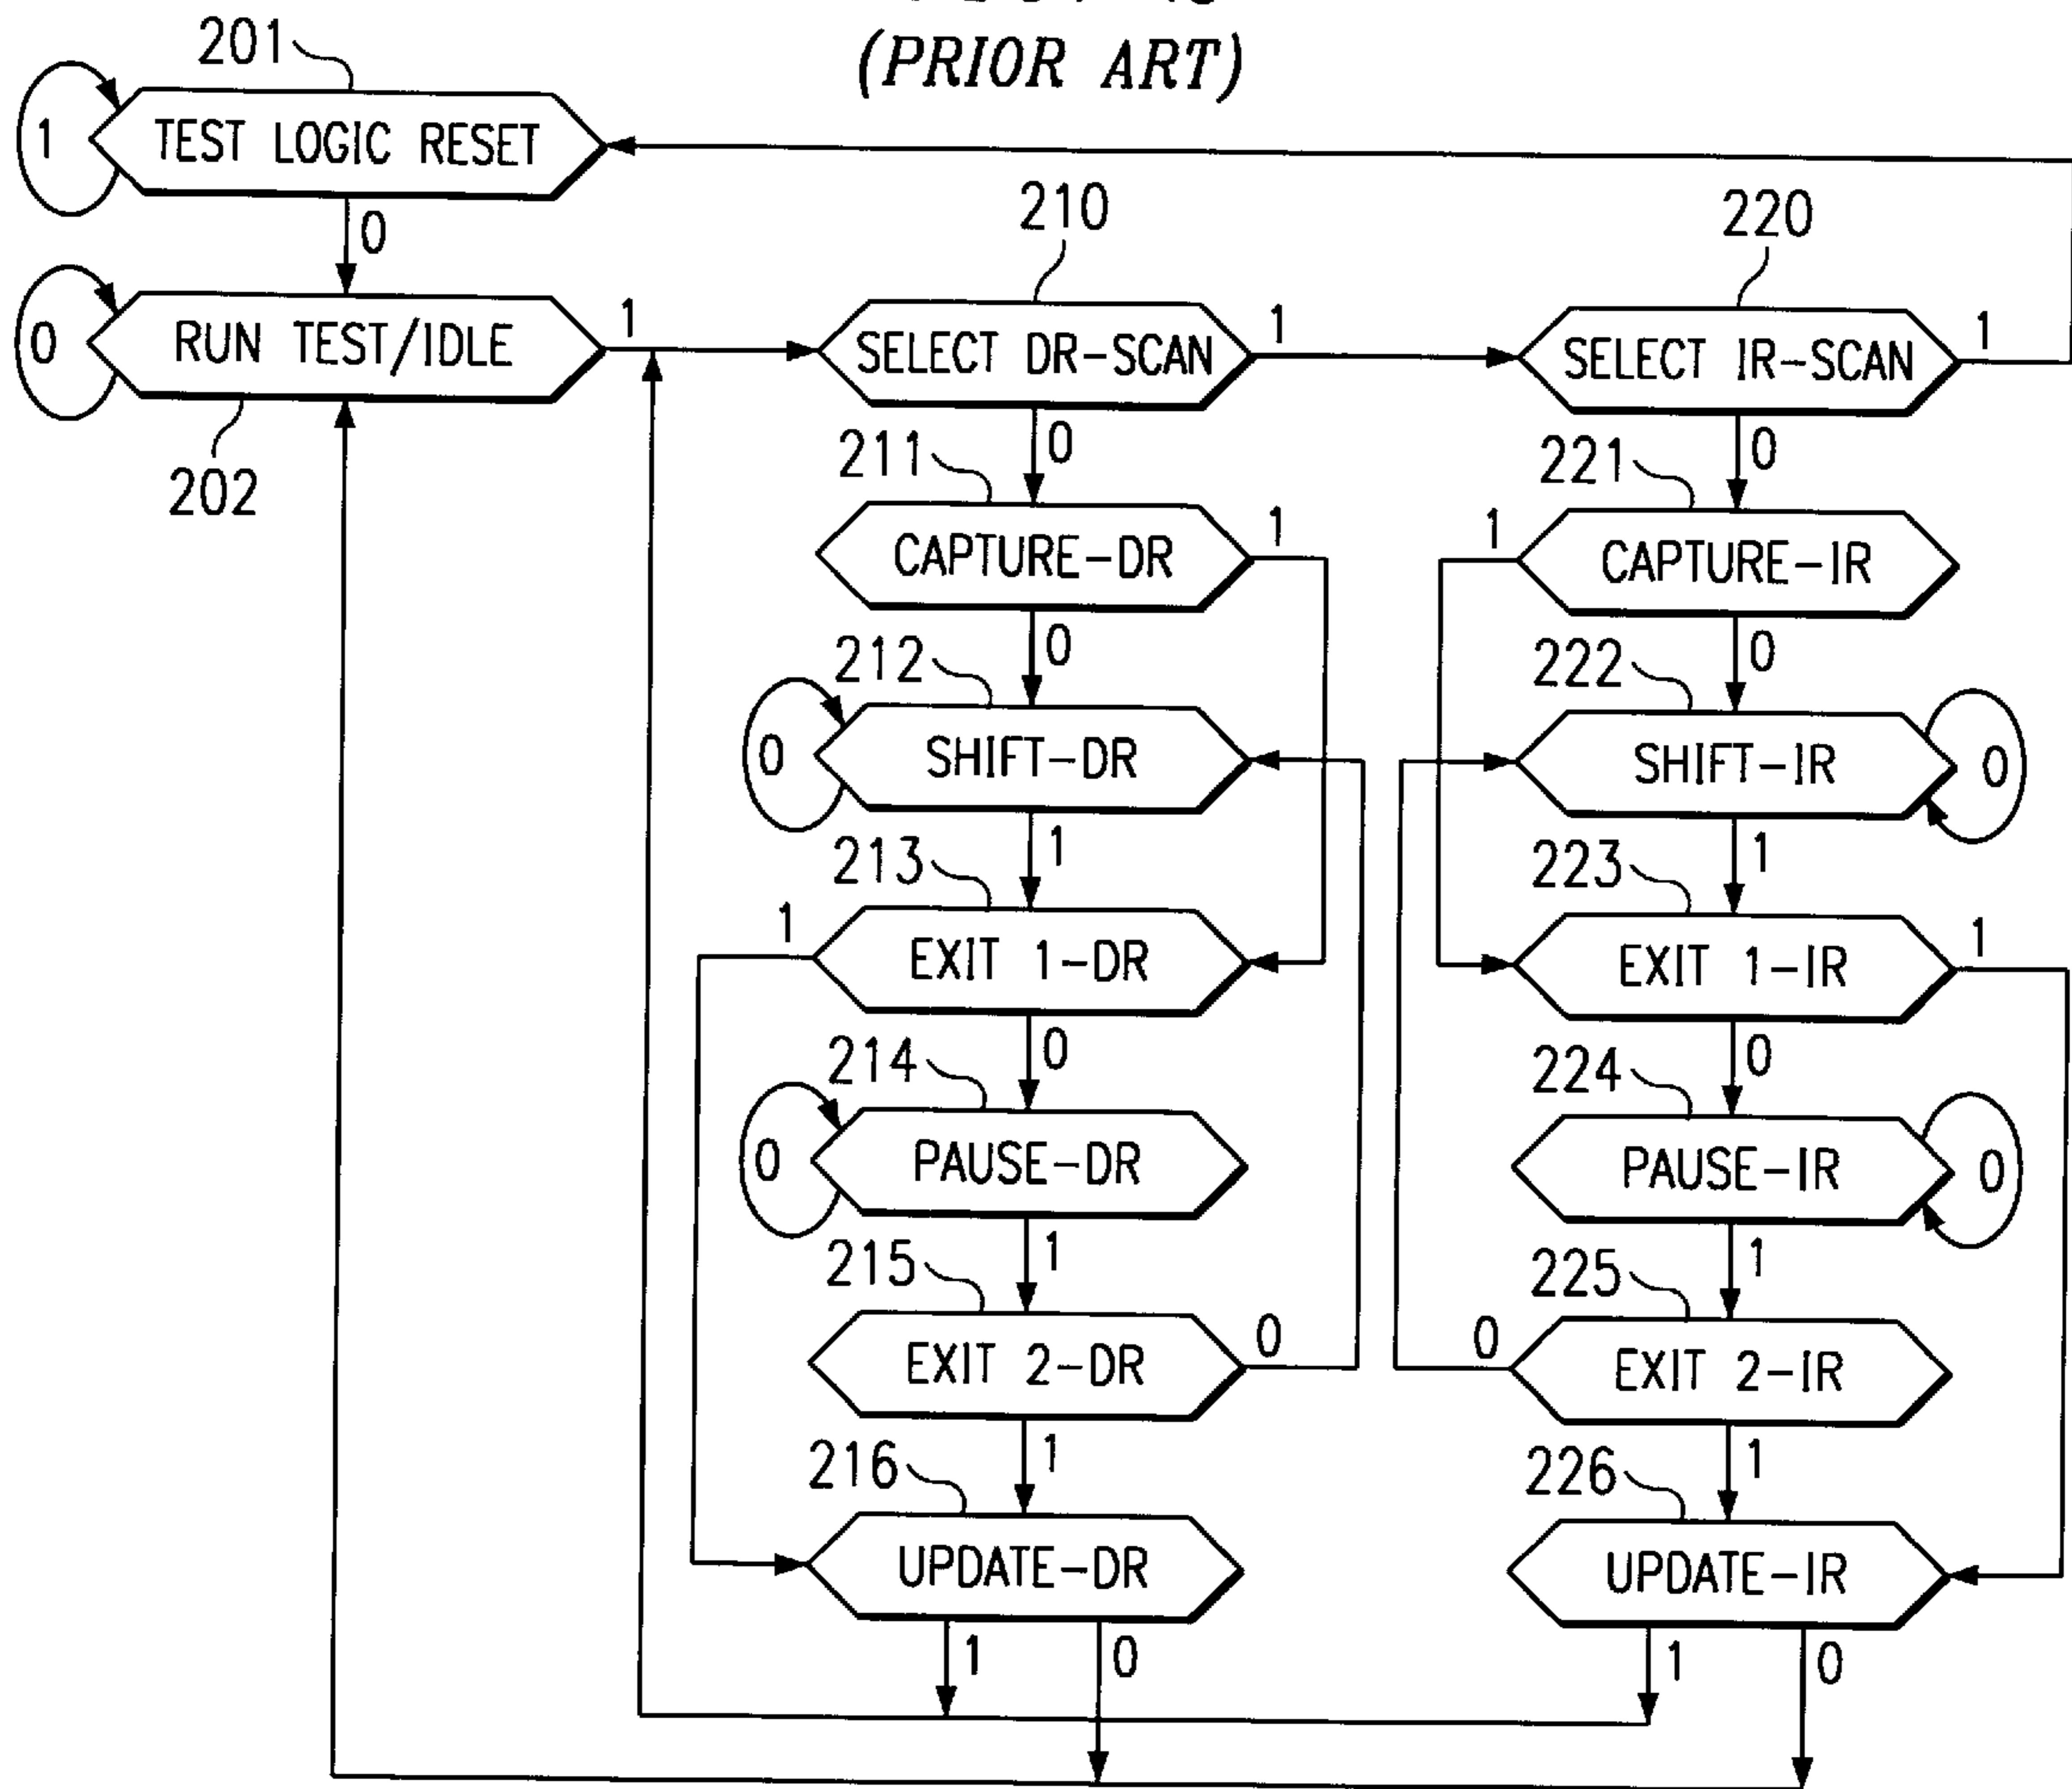 (PRIOR ART)
201
1
TEST LOGIC RESET
0
210
220
0
RUN TEST/IDLE
1
SELECT DR-SCAN
1
SELECT IR-SCAN
1
202
0
0
211
221
CAPTURE-DR
1
1
CAPTURE-IR
0
0
212
222
0
SHIFT-DR
SHIFT-IR
0
1
1
213
223
1
EXIT 1-DR
EXIT 1-IR
1
0
0
214
224
0
PAUSE-DR
PAUSE-IR
0
1
1
215
225
EXIT 2-DR
0
0
EXIT 2-IR
1
1
216
226
UPDATE-DR
UPDATE-IR
1
0
1
0